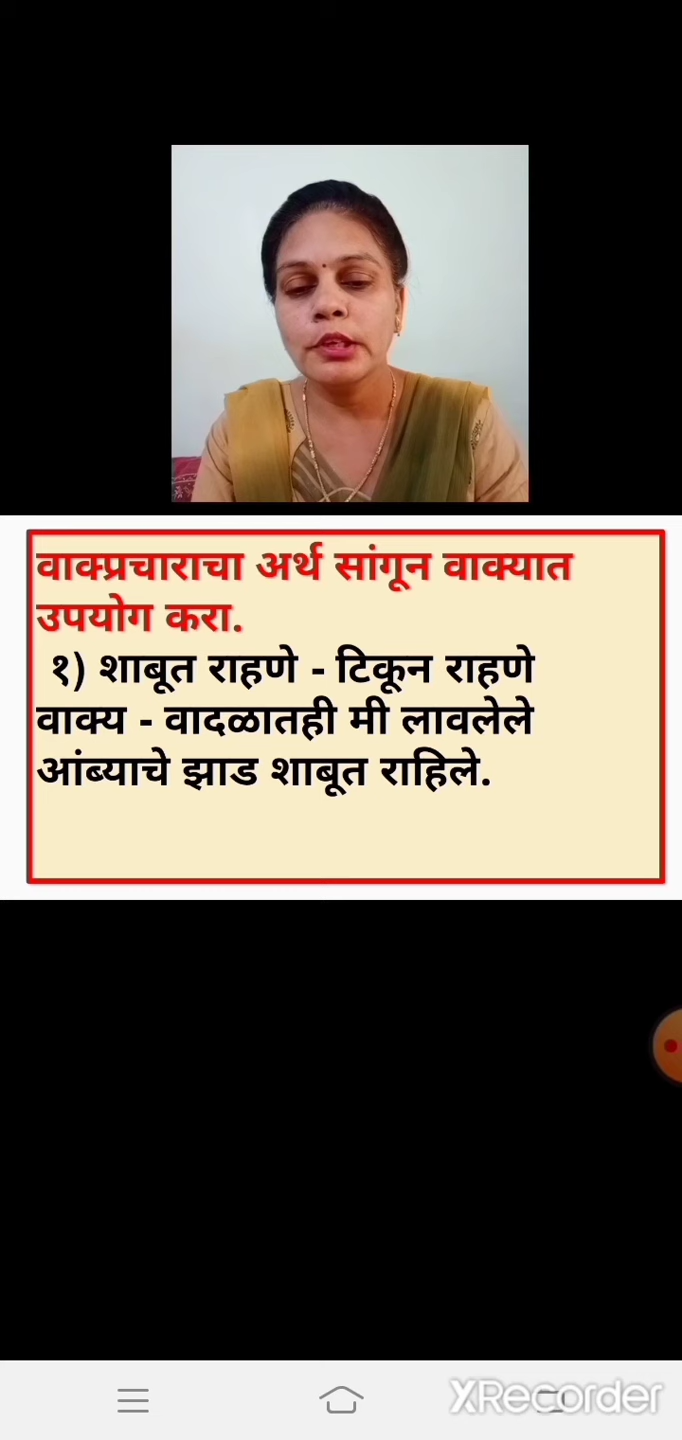 वाक्प्रचाराचा अर्थ सांगून वाक्यात
उपयोग करा.
१) शाबूत राहणे - टिकून राहणे
वाक्य - वादळातही मी लावलेले
आंब्याचे झाड शाबूत राहिले.
XRecorder